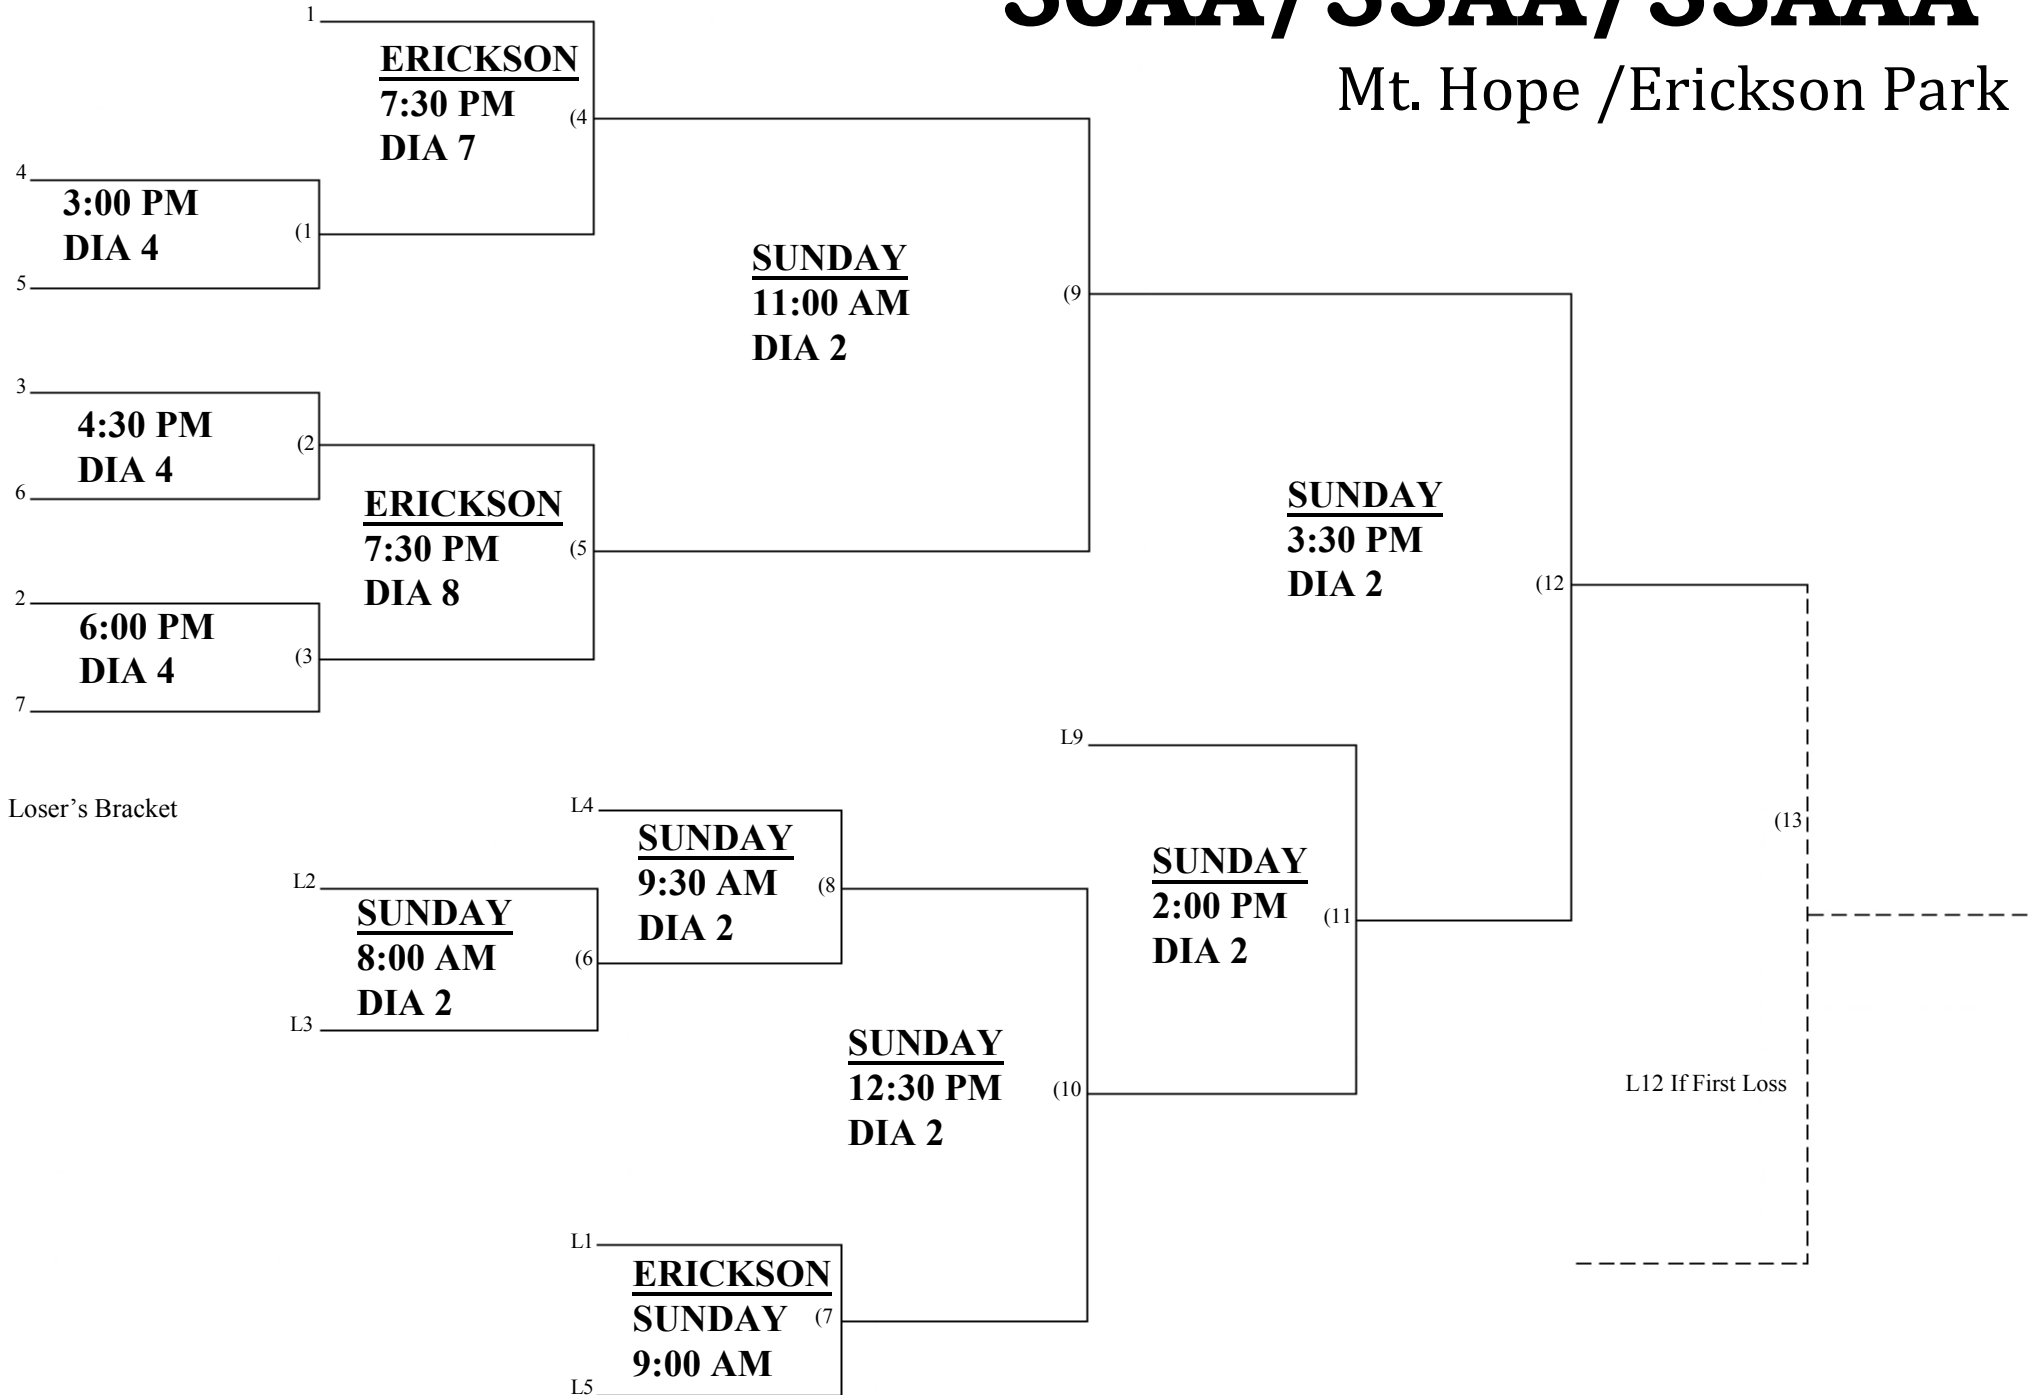 Mt. Hope /Erickson Park
1
ERICKSON
7:30 PM
DIA 7
(4
4
3:00 PM
DIA 4
(1
5
SUNDAY
11:00 AM
DIA 2
(9
3
4:30 PM
DIA 4
(2
6
ERICKSON
7:30 PM
DIA 8
(5
2
6:00 PM
DIA 4
(3
7
SUNDAY
3:30 PM
DIA 2
(12
Loser’s Bracket
L9
L4
SUNDAY
9:30 AM
DIA 2
(8
L2
SUNDAY
8:00 AM
DIA 2
(6
L3
SUNDAY
2:00 PM
DIA 2
(11
(13
SUNDAY
12:30 PM
DIA 2
(10
L12 If First Loss
L1
ERICKSON
SUNDAY
9:00 AM
(7
L5